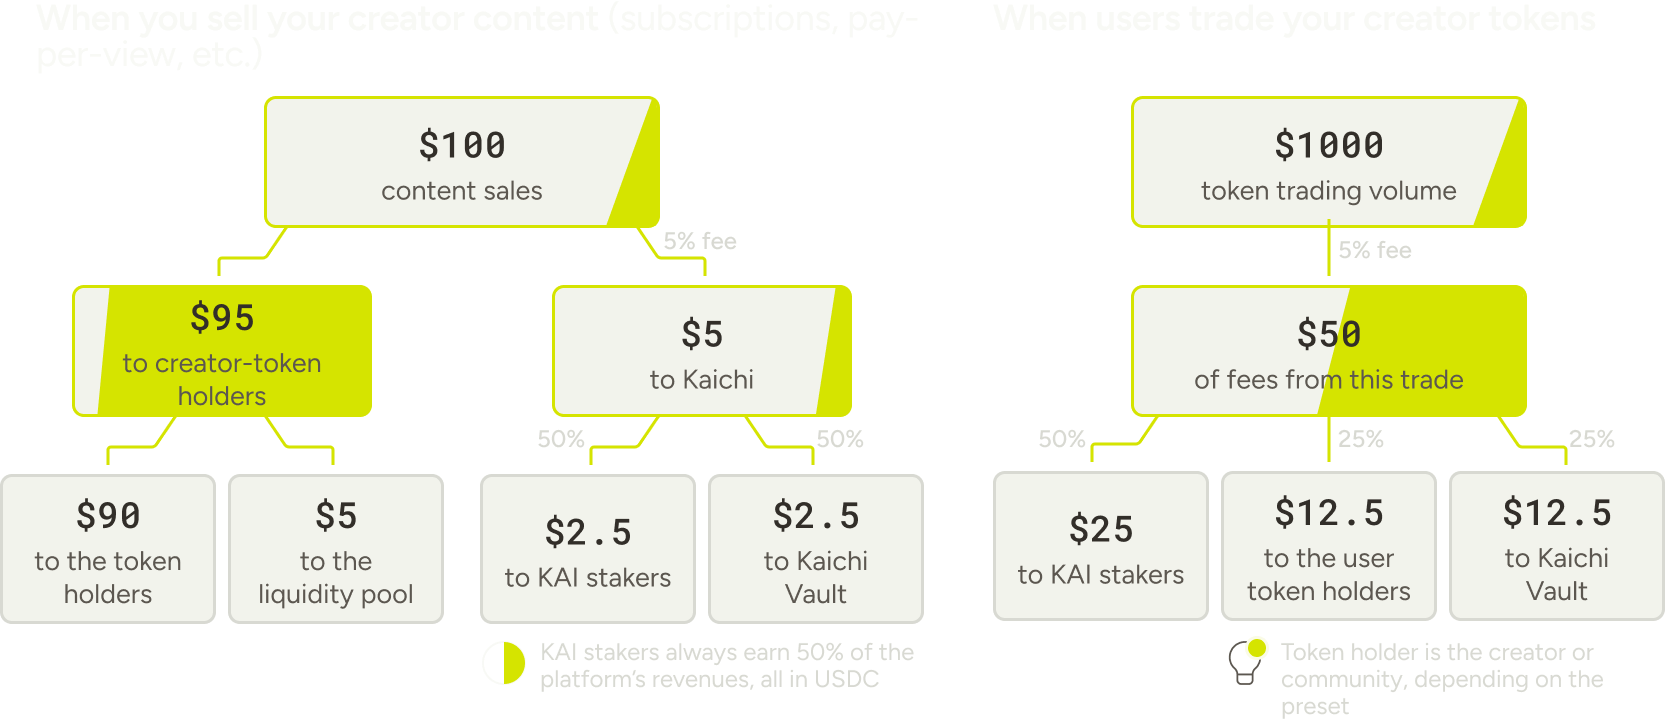 When you sell your creator content (subscriptions, pay-
per-view, etc.)
$100
content sales
5% fee
$95
to creator-token
holders
$5
to Kaichi
50%
50%
$90
to the token
holders
$5
to the
liquidity pool
$2.5
to KAI stakers
$2.5
to Kaichi
Vault
KAI stakers always earn 50% of the
platform's revenues, all in USDC
When users trade your creator tokens
$1000
token trading volume
5% fee
$50
of fees from this trade
50%
25%
25%
$25
to KAI stakers
$12.5
to the user
token holders
$12.5
to Kaichi
Vault
Token holder is the creator or
community, depending on the
preset